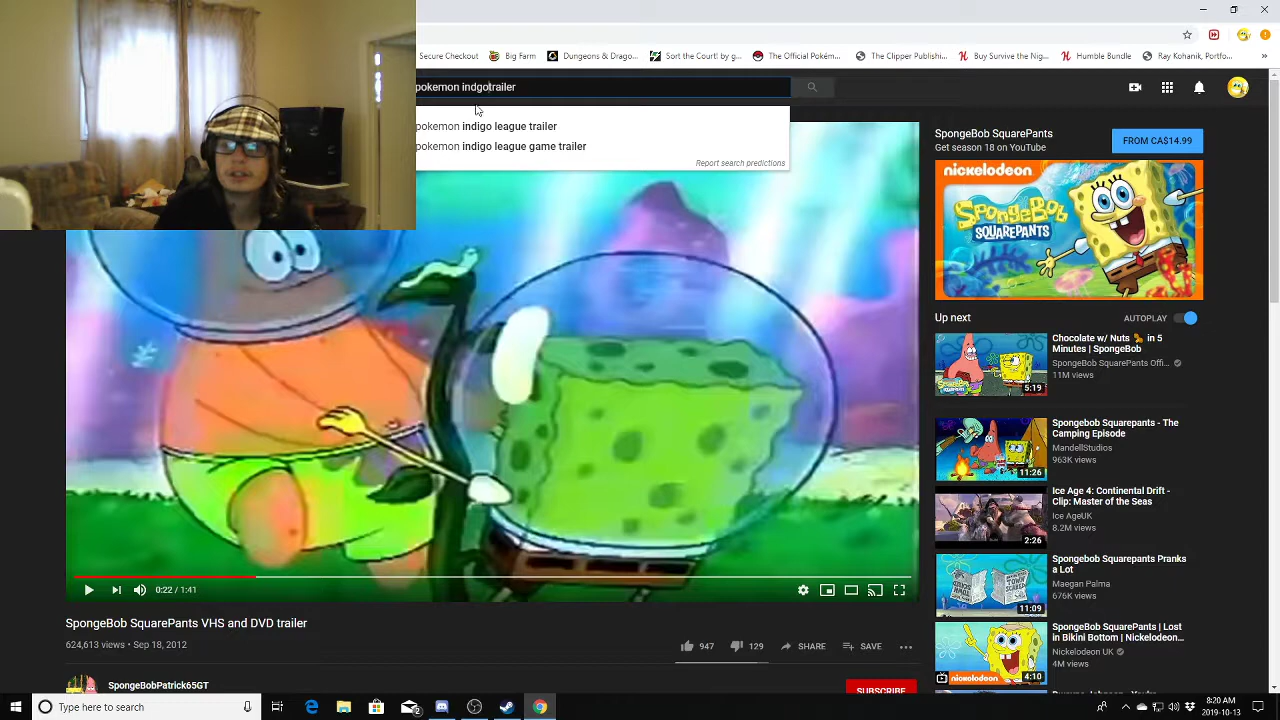 Secure Checkout
Bit Farm
Dungeons & Drago...
Sort the Court! by g...
The Official Pokém...
The Clipper Publish...
Buy Survive the Nig...
Humble Bundle
Ray Kohanik, Portfo...
pokemon indgotrailer
pokemon indigo league trailer
pokemon indigo league game trailer
Report search predictions
SpongeBob SquarePants
Get season 18 on YouTube
FROM CA$14.99
nickelodeon
SpongeBob
SQUAREPANTS
Up next
AUTOPLAY
Chocolate w/ Nuts 🍫 in 5
Minutes | SpongeBob
SpongeBob SquarePants Offi...
11M views
5:19
Spongebob Squarepants - The
Camping Episode
MandellStudios
963K views
11:26
Ice Age 4: Continental Drift -
Clip: Master of the Seas
IceAgeUK
8.2M views
2:26
Spongebob Squarepants Pranks
a Lot
Maegan Palma
676K views
11:09
SpongeBob SquarePants | Lost
in Bikini Bottom | Nickelodeon...
Nickelodeon UK
4M views
nickelodeon
4:10
0:22 / 1:41
SpongeBob SquarePants VHS and DVD trailer
624,613 views • Sep 18, 2012
947
129
SHARE
SAVE
SpongeBobPatrick65GT
SUBSCRIBE
Type here to search
8:20 AM
2019-10-13